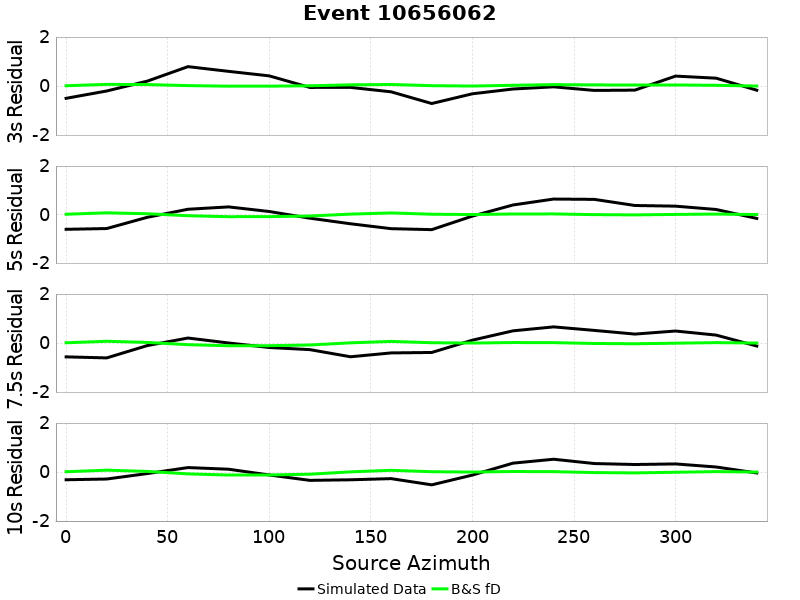 Event 10656062
3s Residual
2
0
-2
5s Residual
2
0
-2
7.5s Residual
2
0
-2
10s Residual
2
0
-2
0 50 100 150 200 250 300
Source Azimuth
Simulated Data B&S fD